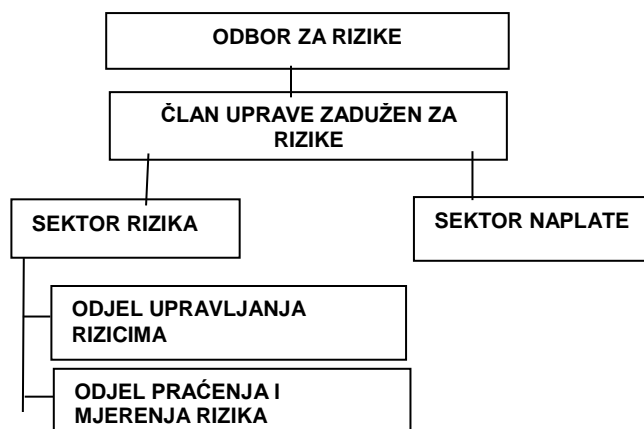 ODBOR ZA RIZIKE
ČLAN UPRAVE ZADUŽEN ZA
RIZIKE
SEKTOR RIZIKA
SEKTOR NAPLATE
ODJEL UPRAVLJANJA
RIZICIMA
ODJEL PRAĆENJA I
MJERENJA RIZIKA